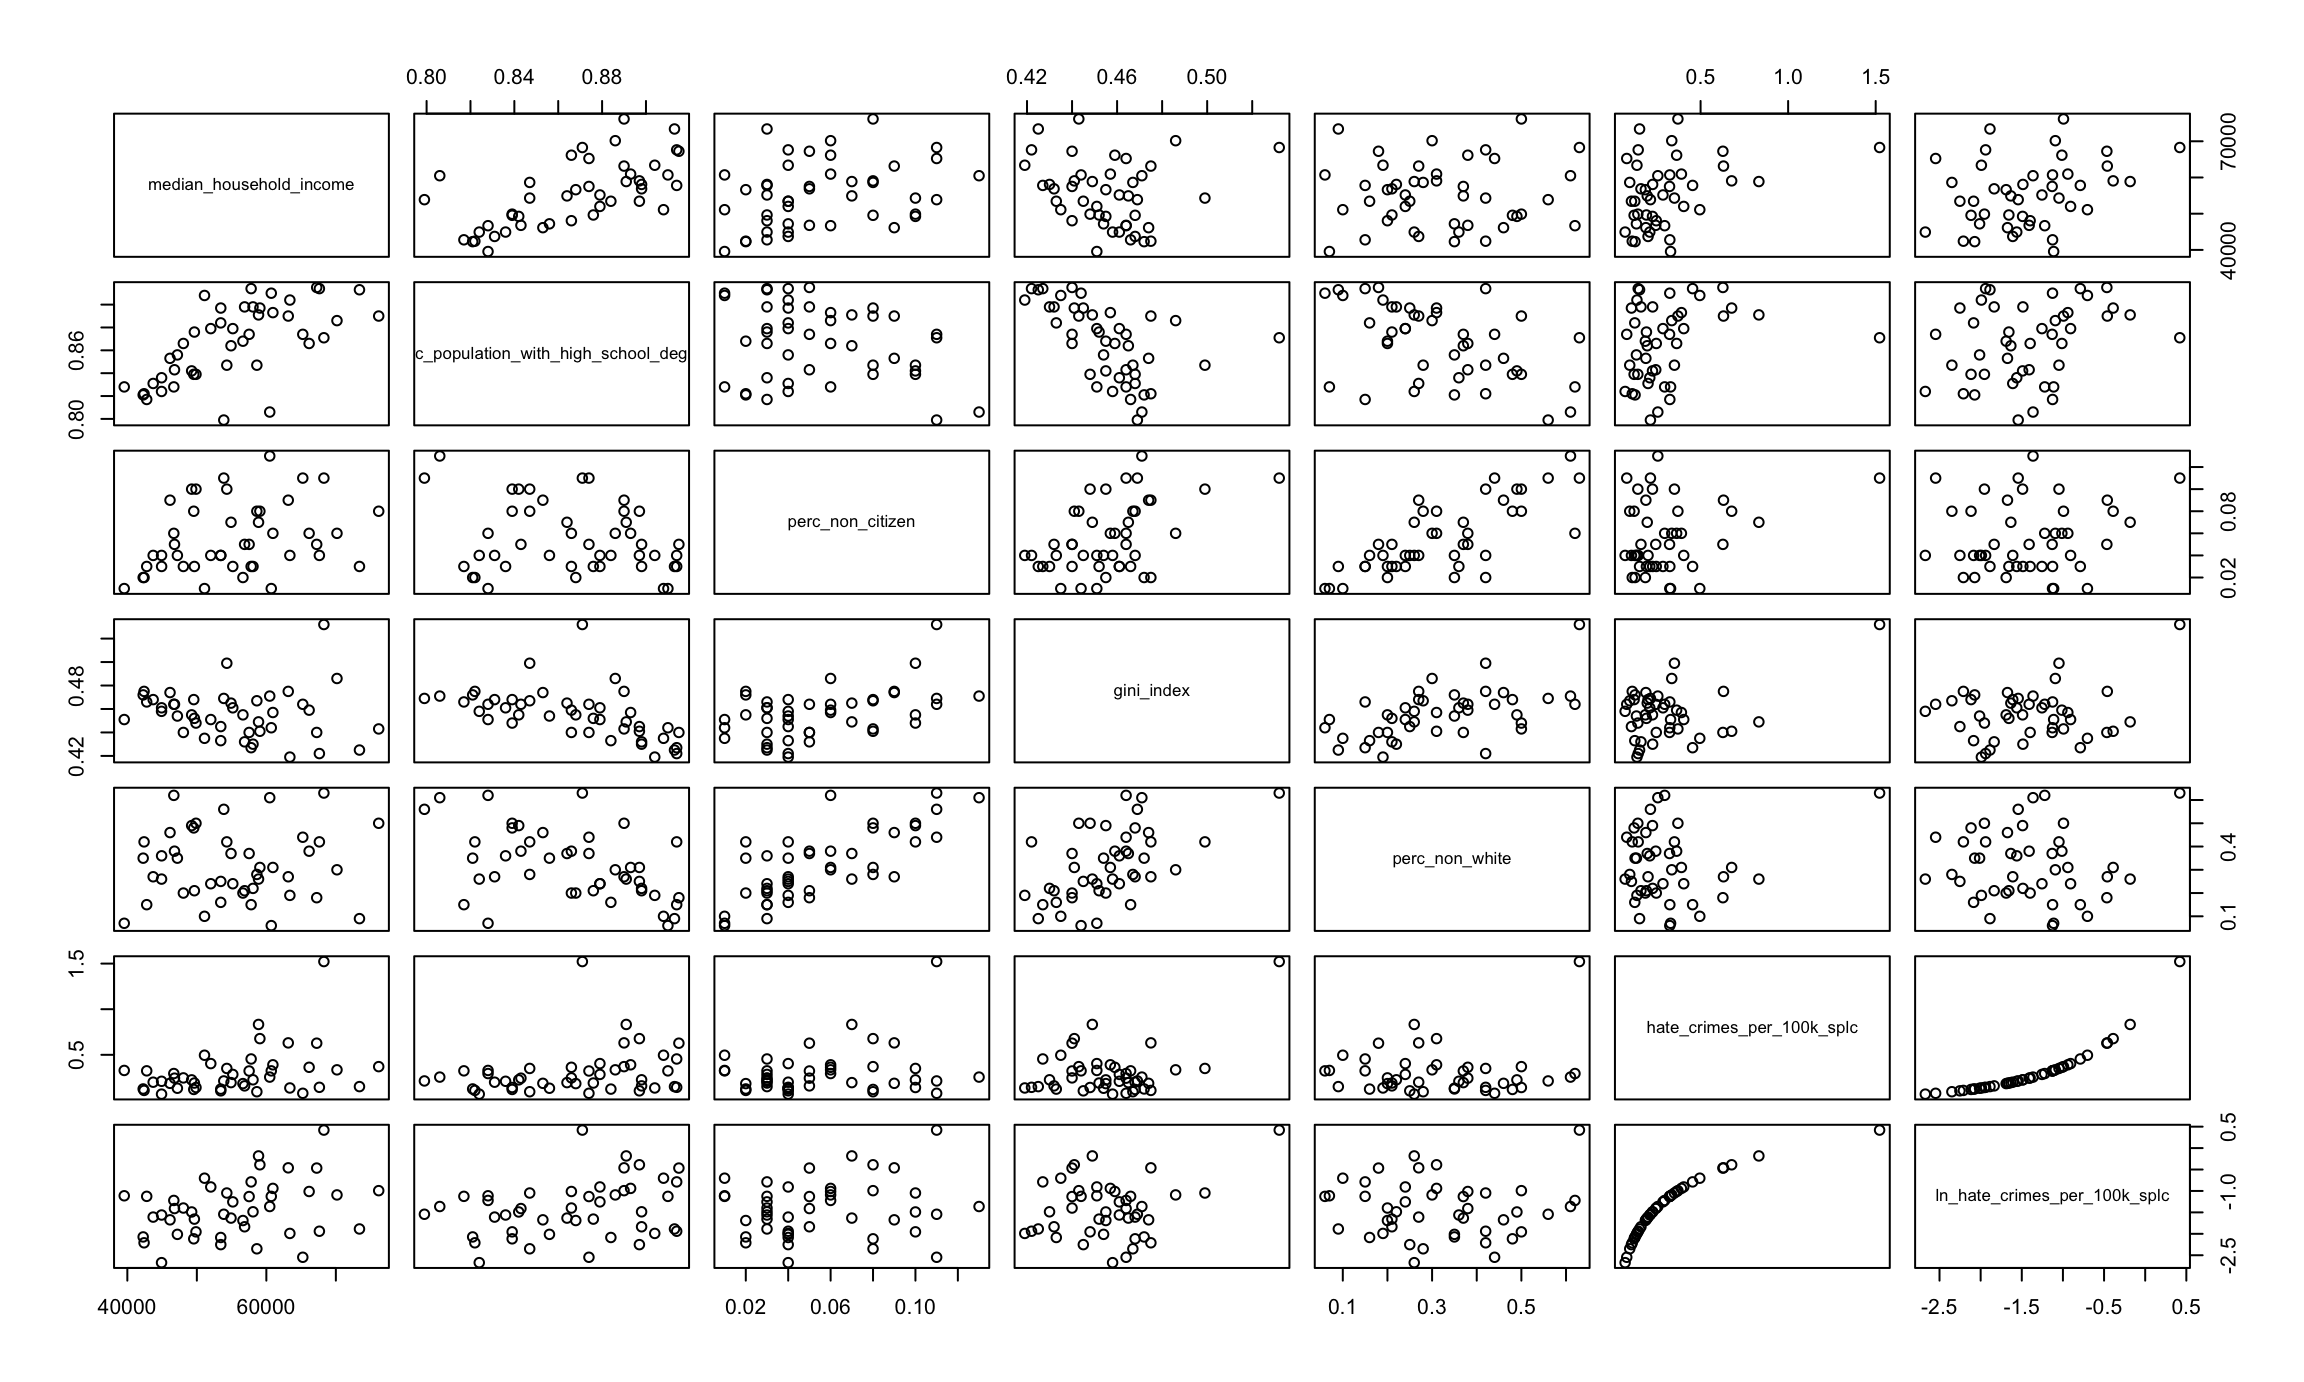 0.80 0.84 0.88 0.42 0.46 0.50 0.5 1.0 1.5
median_household_income 40000 70000
0.80 0.86 c_population_with_high_school_deg
perc_non_citizen 0.02 0.08
0.42 0.48 gini_index
perc_non_white 0.1 0.4
0.5 1.5 hate_crimes_per_100k_splc
ln_hate_crimes_per_100k_splc -2.5 -1.0 0.5
40000 60000 0.02 0.06 0.10 0.1 0.3 0.5 -2.5 -1.5 -0.5 0.5